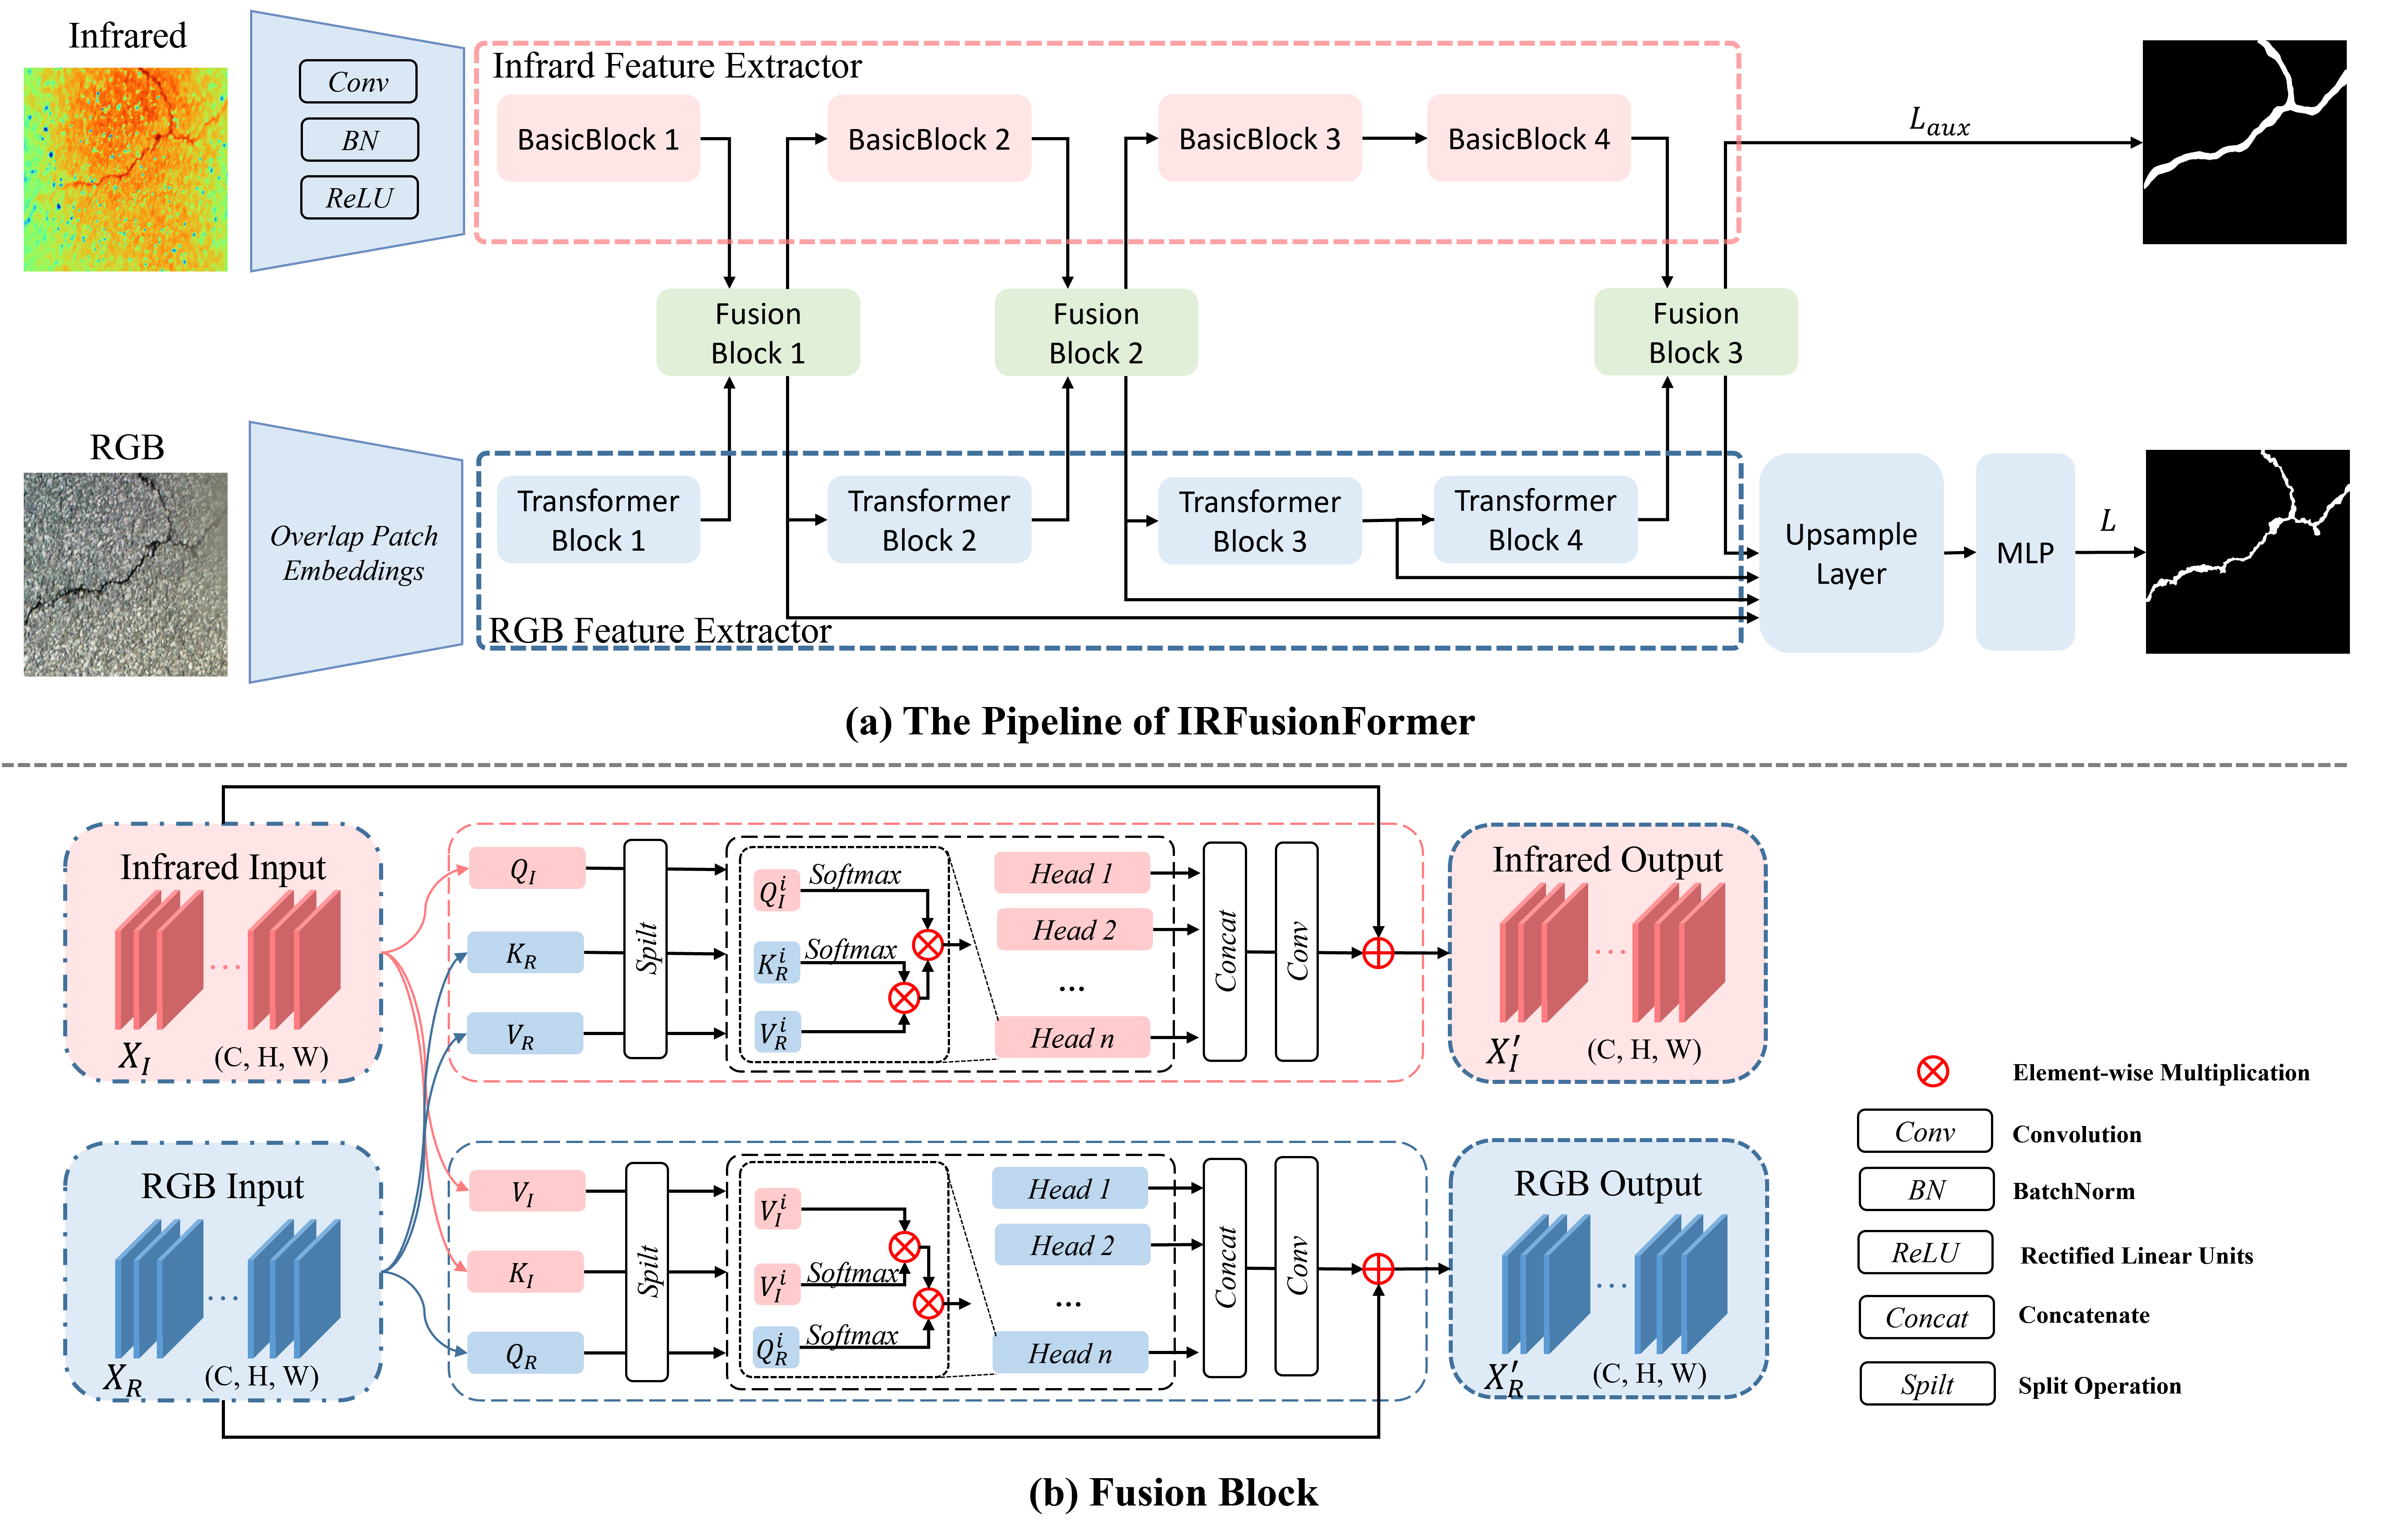 Infrared
Conv
BN
ReLU
Infrard Feature Extractor
BasicBlock 1
BasicBlock 2
BasicBlock 3
BasicBlock 4
L_aux
Fusion
Block 1
Fusion
Block 2
Fusion
Block 3
RGB
Overlap Patch
Embeddings
Transformer
Block 1
Transformer
Block 2
Transformer
Block 3
Transformer
Block 4
RGB Feature Extractor
Upsample
Layer
MLP
L
(a) The Pipeline of IRFusionFormer
Infrared Input
X_I (C, H, W)
Q_I
K_R
V_R
Spilt
Q_I^i Softmax
K_R^i Softmax
V_R^i
Head 1
Head 2
...
Head n
Concat
Conv
Infrared Output
X_I' (C, H, W)
RGB Input
X_R (C, H, W)
V_I
K_I
Q_R
Spilt
V_I^i
V_I^i Softmax
Q_R^i Softmax
Head 1
Head 2
...
Head n
Concat
Conv
RGB Output
X_R' (C, H, W)
Element-wise Multiplication
Conv Convolution
BN BatchNorm
ReLU Rectified Linear Units
Concat Concatenate
Spilt Split Operation
(b) Fusion Block